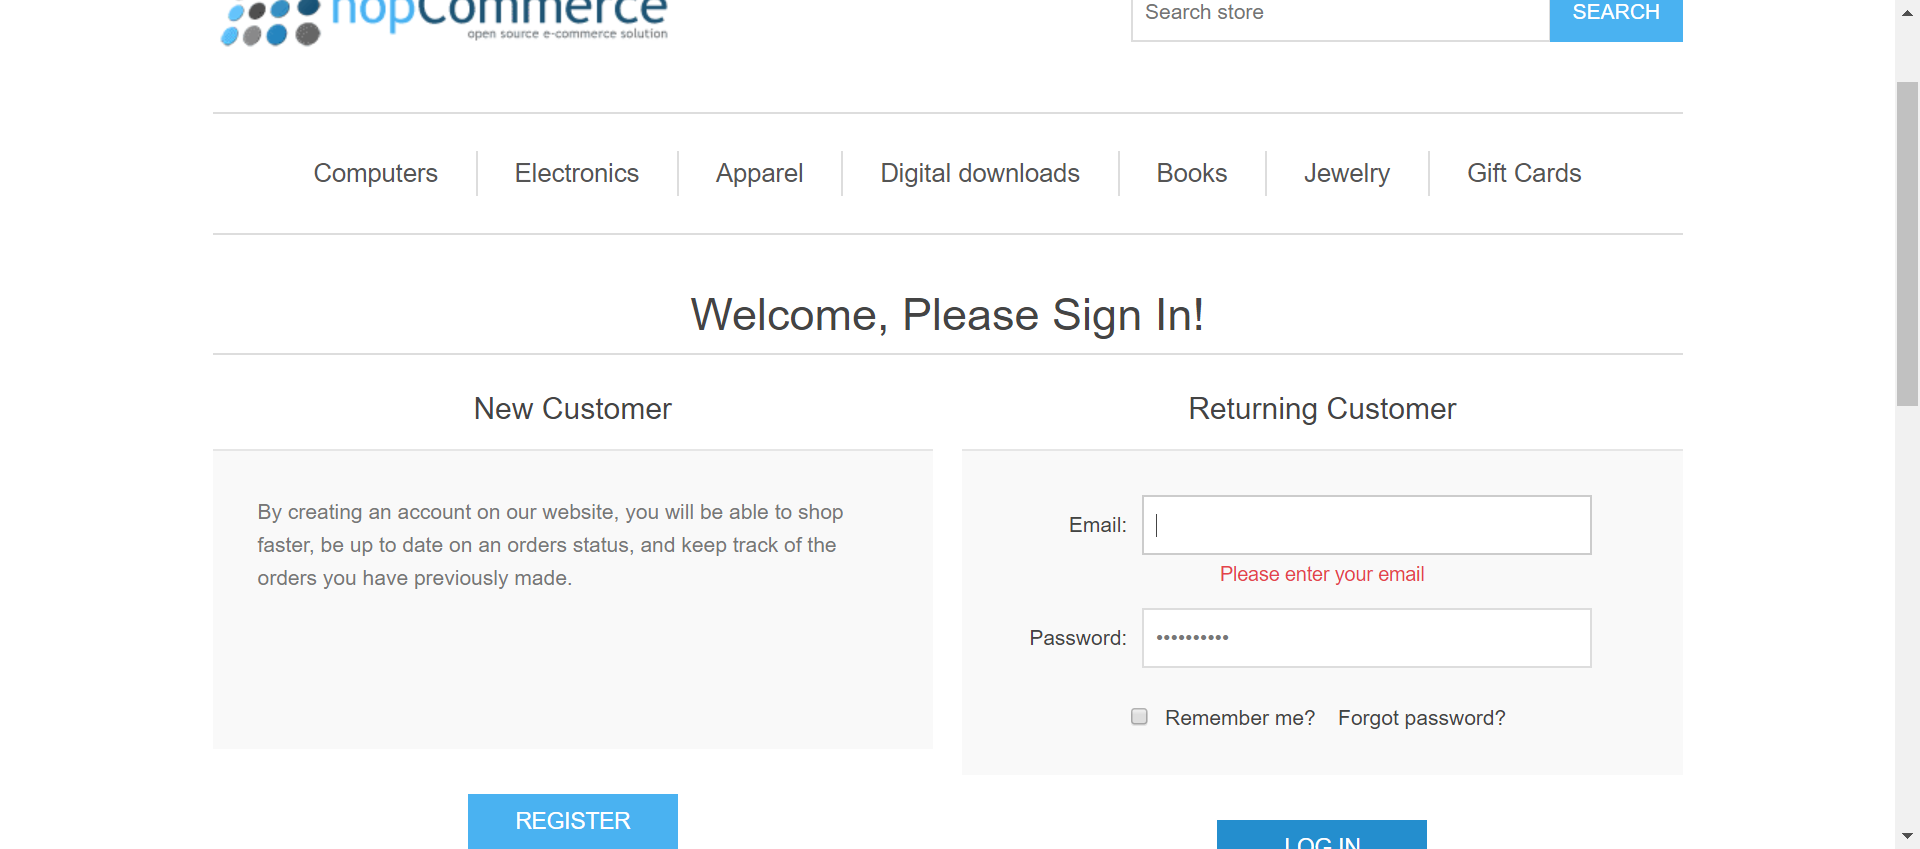 nopCommerce
open source e-commerce solution
Search store
SEARCH
Computers
Electronics
Apparel
Digital downloads
Books
Jewelry
Gift Cards
Welcome, Please Sign In!
New Customer
By creating an account on our website, you will be able to shop
faster, be up to date on an orders status, and keep track of the
orders you have previously made.
REGISTER
Returning Customer
Email:
Please enter your email
Password:
••••••••••
Remember me?
Forgot password?
LOG IN